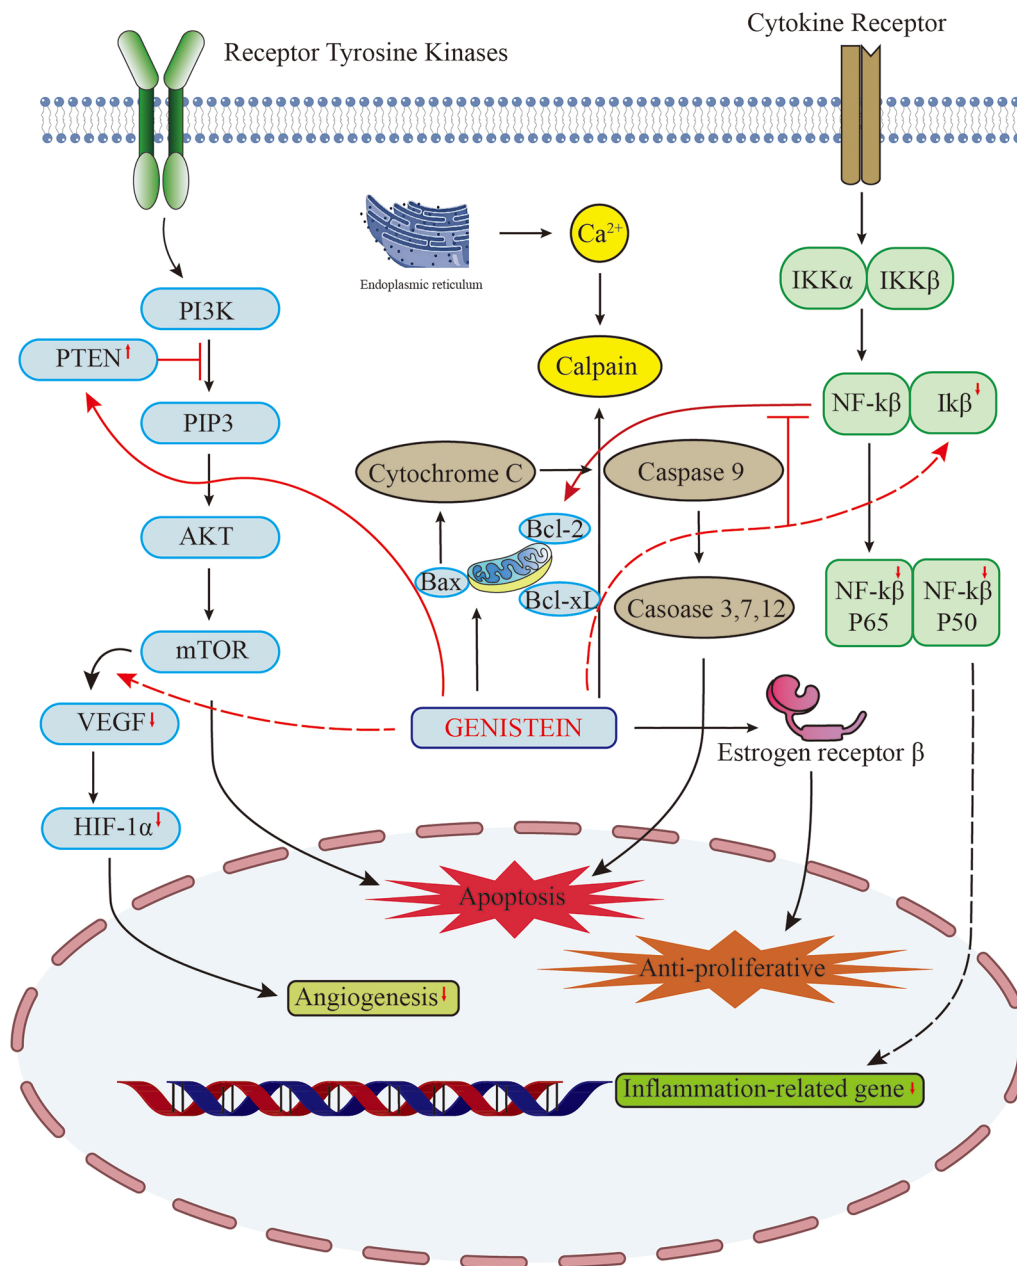 Cytokine Receptor
Receptor Tyrosine Kinases
Ca²⁺
Endoplasmic reticulum
IKKα
IKKβ
PI3K
PTEN
Calpain
PIP3
NF-kβ
Ikβ
Cytochrome C
Caspase 9
AKT
Bcl-2
Bax
Bcl-xL
Casoase 3,7,12
NF-kβ
P65
NF-kβ
P50
mTOR
VEGF
GENISTEIN
Estrogen receptor β
HIF-1α
Apoptosis
Anti-proliferative
Angiogenesis
Inflammation-related gene